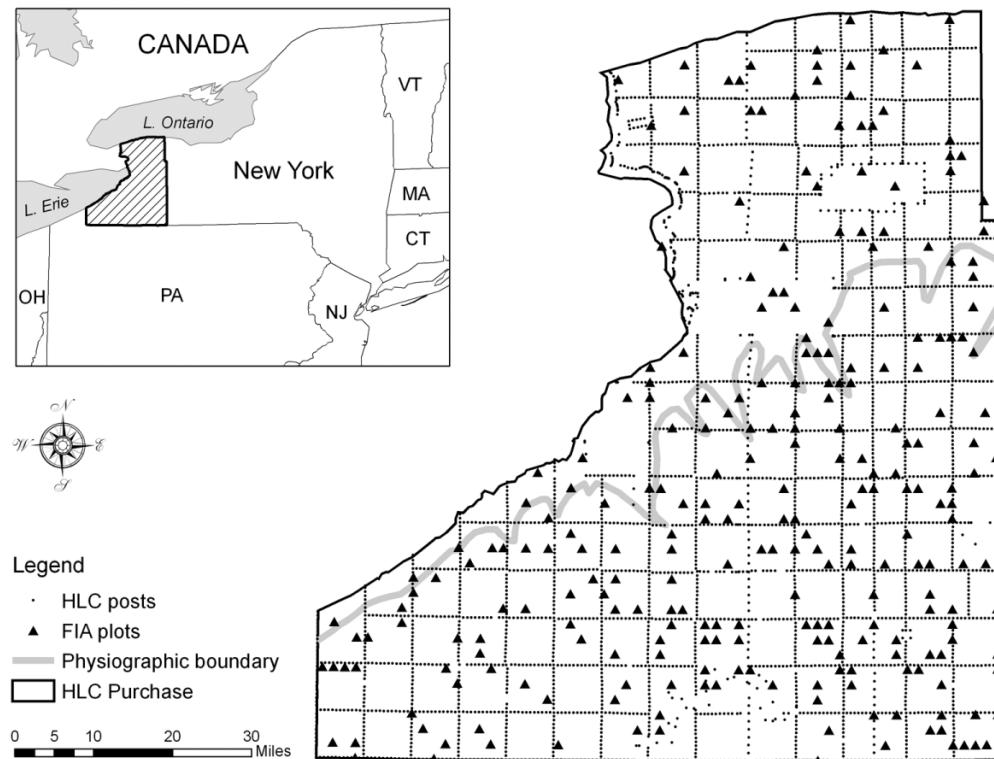 CANADA
L. Ontario
VT
New York
L. Erie
MA
CT
PA
OH
NJ
N
W
E
S
Legend
HLC posts
FIA plots
Physiographic boundary
HLC Purchase
0 5 10 20 30
Miles